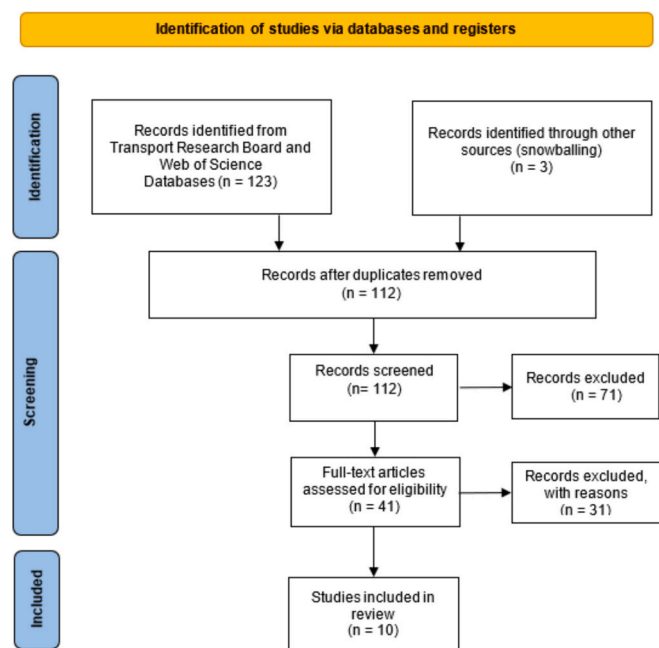 Identification of studies via databases and registers
Identification
Records identified from
Transport Research Board and
Web of Science
Databases (n = 123)
Records identified through other
sources (snowballing)
(n = 3)
Screening
Records after duplicates removed
(n = 112)
Records screened
(n= 112)
Records excluded
(n = 71)
Full-text articles
assessed for eligibility
(n = 41)
Records excluded,
with reasons
(n = 31)
Included
Studies included in
review
(n = 10)